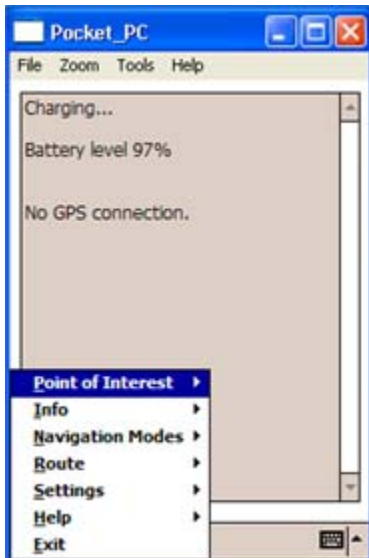 Pocket_PC
File Zoom Tools Help
Charging...
Battery level 97%
No GPS connection.
Point of Interest
Info
Navigation Modes
Route
Settings
Help
Exit